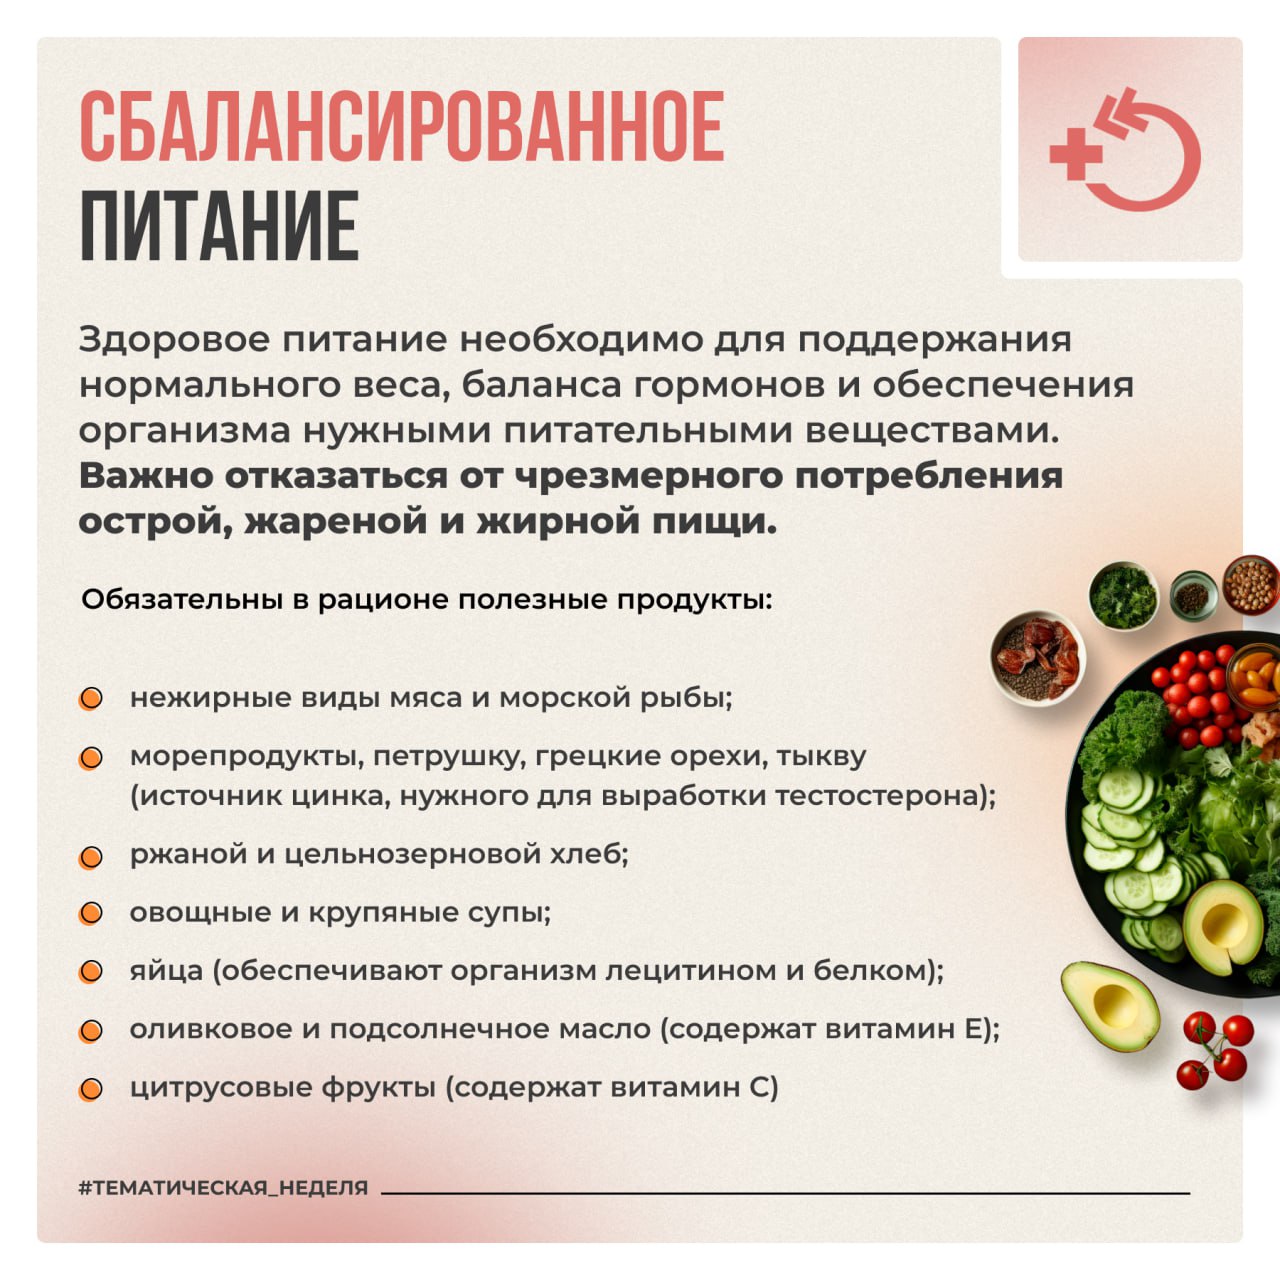 СБАЛАНСИРОВАННОЕ
ПИТАНИЕ
Здоровое питание необходимо для поддержания
нормального веса, баланса гормонов и обеспечения
организма нужными питательными веществами.
Важно отказаться от чрезмерного потребления
острой, жареной и жирной пищи.
Обязательны в рационе полезные продукты:
нежирные виды мяса и морской рыбы;
морепродукты, петрушку, грецкие орехи, тыкву
(источник цинка, нужного для выработки тестостерона);
ржаной и цельнозерновой хлеб;
овощные и крупяные супы;
яйца (обеспечивают организм лецитином и белком);
оливковое и подсолнечное масло (содержат витамин Е);
цитрусовые фрукты (содержат витамин С)
#ТЕМАТИЧЕСКАЯ_НЕДЕЛЯ